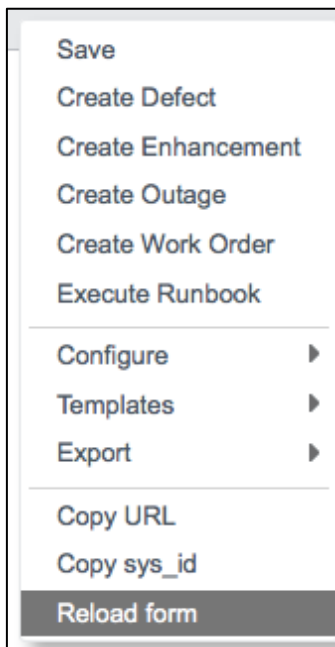 Save
Create Defect
Create Enhancement
Create Outage
Create Work Order
Execute Runbook
Configure
Templates
Export
Copy URL
Copy sys_id
Reload form